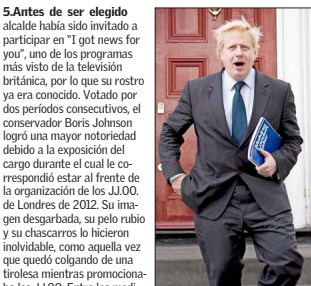 5.Antes de ser elegido
alcalde había sido invitado a
participar en "I got news for
you", uno de los programas
más visto de la televisión
británica, por lo que su rostro
ya era conocido. Votado por
dos períodos consecutivos, el
conservador Boris Johnson
logró una mayor notoriedad
debido a la exposición del
cargo durante el cual le co-
rrespondió estar al frente de
la organización de los JJ.OO.
de Londres de 2012. Su ima-
gen desgarbada, su pelo rubio
y su chascarros lo hicieron
inolvidable, como aquella vez
que quedó colgando de una
tirolesa mientras promociona-